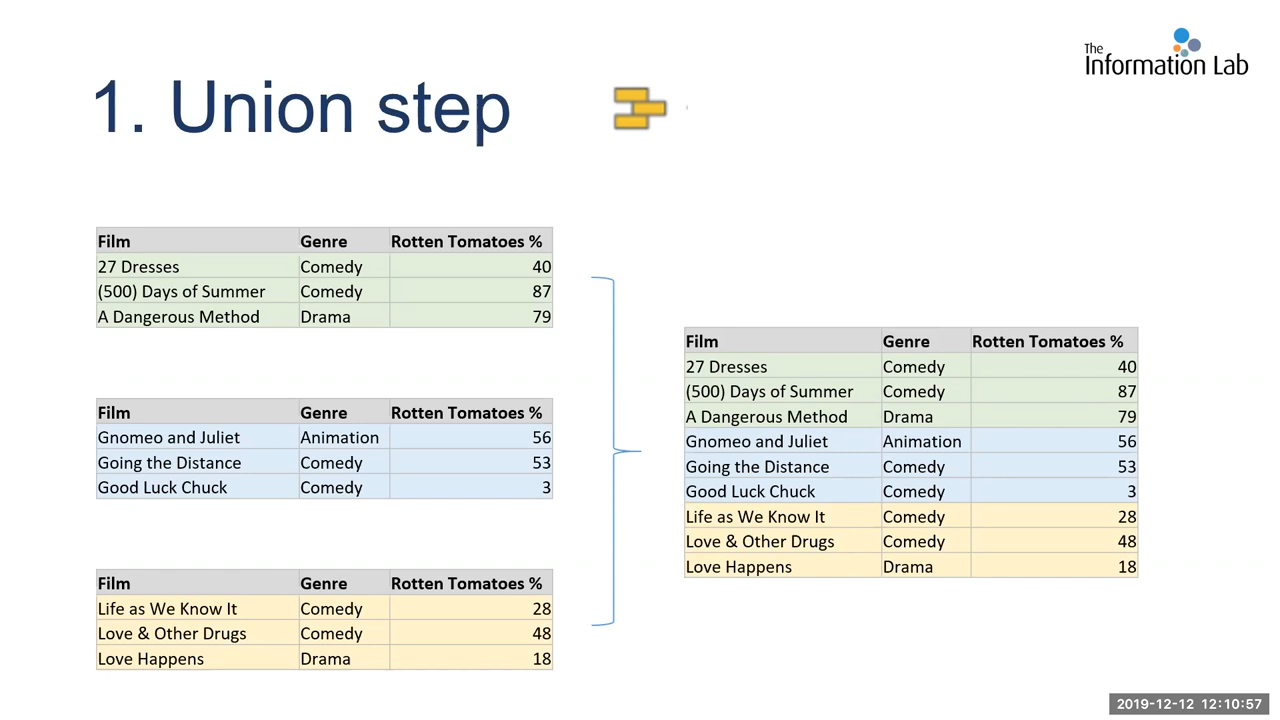 The
Information Lab
1. Union step
Film Genre Rotten Tomatoes %
27 Dresses Comedy 40
(500) Days of Summer Comedy 87
A Dangerous Method Drama 79
Film Genre Rotten Tomatoes %
Gnomeo and Juliet Animation 56
Going the Distance Comedy 53
Good Luck Chuck Comedy 3
Film Genre Rotten Tomatoes %
Life as We Know It Comedy 28
Love & Other Drugs Comedy 48
Love Happens Drama 18
Film Genre Rotten Tomatoes %
27 Dresses Comedy 40
(500) Days of Summer Comedy 87
A Dangerous Method Drama 79
Gnomeo and Juliet Animation 56
Going the Distance Comedy 53
Good Luck Chuck Comedy 3
Life as We Know It Comedy 28
Love & Other Drugs Comedy 48
Love Happens Drama 18
2019-12-12 12:10:57